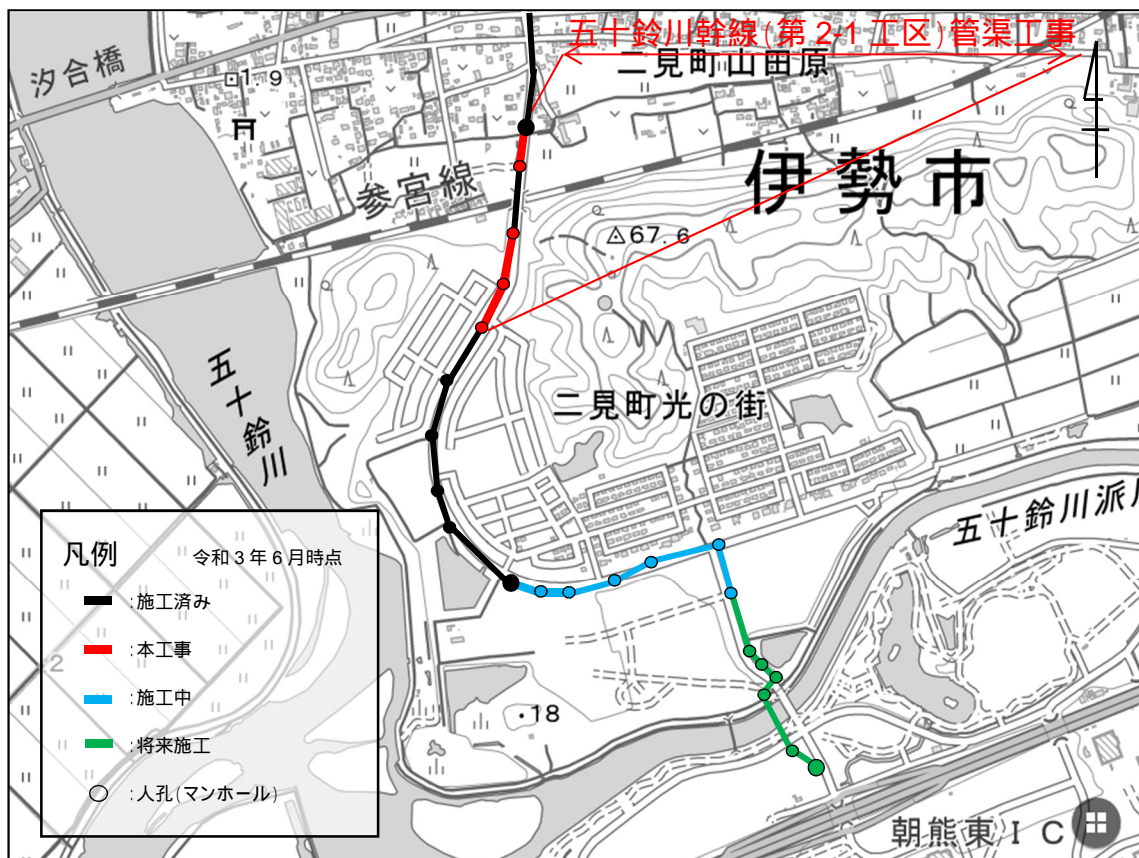 五十鈴川幹線(第 2-1 工区)管渠工事
二見町山田原
汐合橋
1.9
伊勢市
参宮線
67.6
五十鈴川
二見町光の街
五十鈴川派川
凡例 令和３年６月時点
:施工済み
:本工事
:施工中
:将来施工
:人孔(マンホール)
2
18
朝熊東ＩＣ